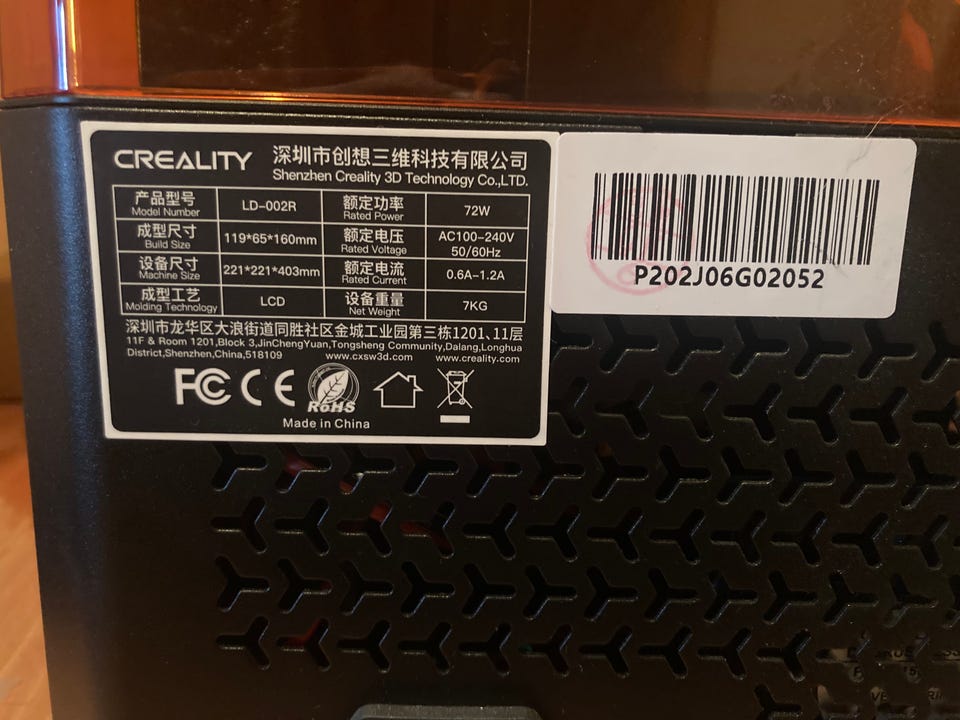 CREALITY 深圳市创想三维科技有限公司
Shenzhen Creality 3D Technology Co.,LTD.
产品型号 LD-002R 额定功率 72W
Model Number Rated Power
成型尺寸 119*65*160mm 额定电压 AC100-240V
Build Size Rated Voltage 50/60Hz
设备尺寸 221*221*403mm 额定电流 0.6A-1.2A
Machine Size Rated Current
成型工艺 LCD 设备重量 7KG
Molding Technology Net Weight
深圳市龙华区大浪街道同胜社区金城工业园第三栋1201、11层
11F & Room 1201,Block 3,JinChengYuan,Tongsheng Community,Dalang,Longhua
District,Shenzhen,China,518109 www.cxsw3d.com www.creality.com
FC CE
RoHS
Made in China
P202J06G02052